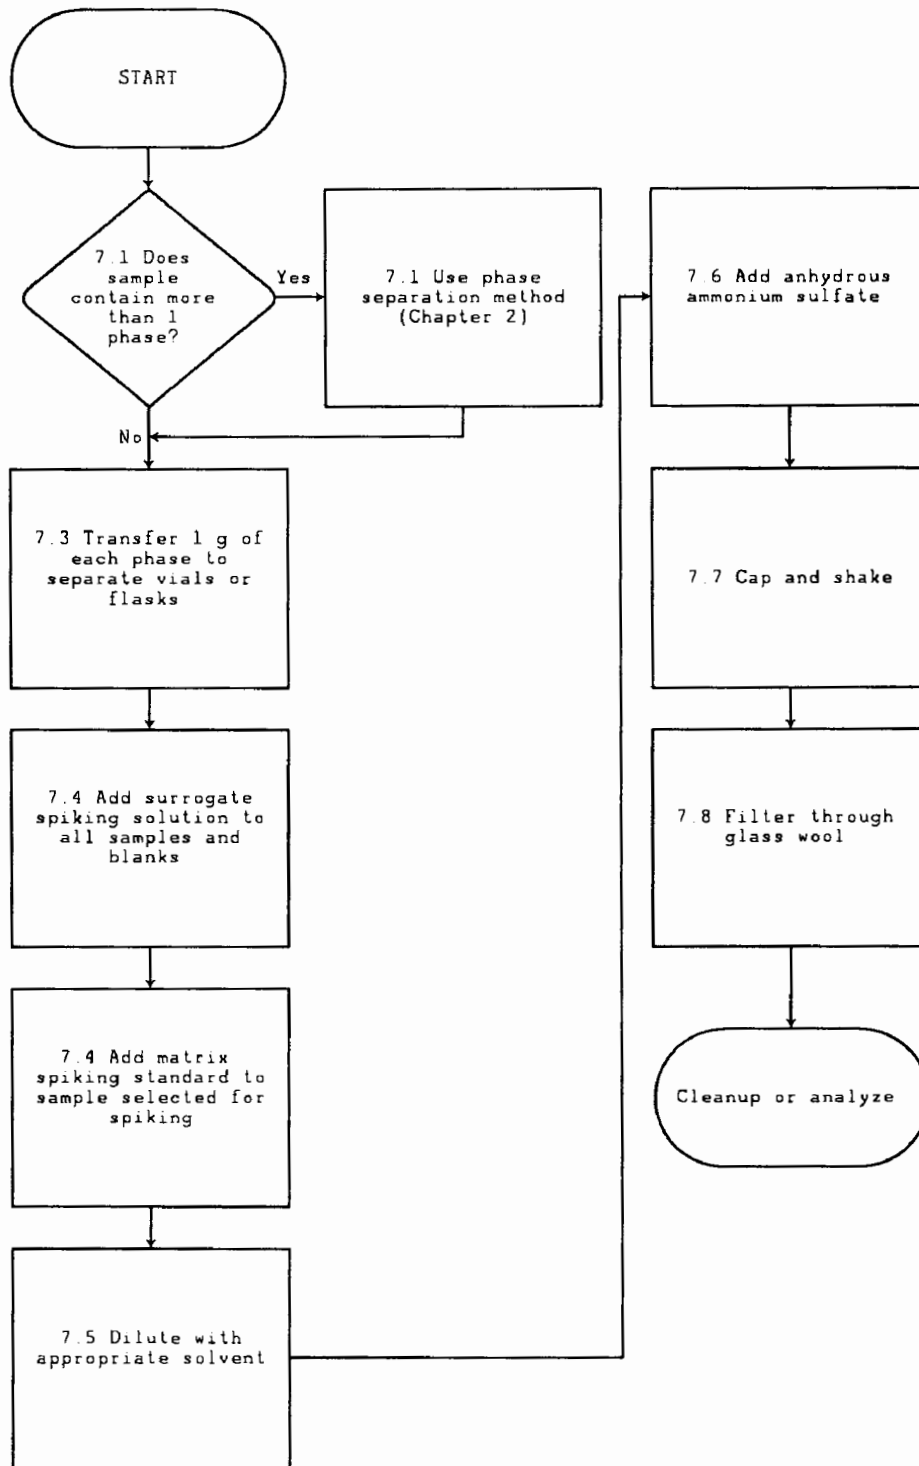 START
7.1 Does
sample
contain more
than 1
phase?
Yes
7.1 Use phase
separation method
(Chapter 2)
No
7.3 Transfer 1 g of
each phase to
separate vials or
flasks
7.4 Add surrogate
spiking solution to
all samples and
blanks
7.4 Add matrix
spiking standard to
sample selected for
spiking
7.5 Dilute with
appropriate solvent
7.6 Add anhydrous
ammonium sulfate
7.7 Cap and shake
7.8 Filter through
glass wool
Cleanup or analyze